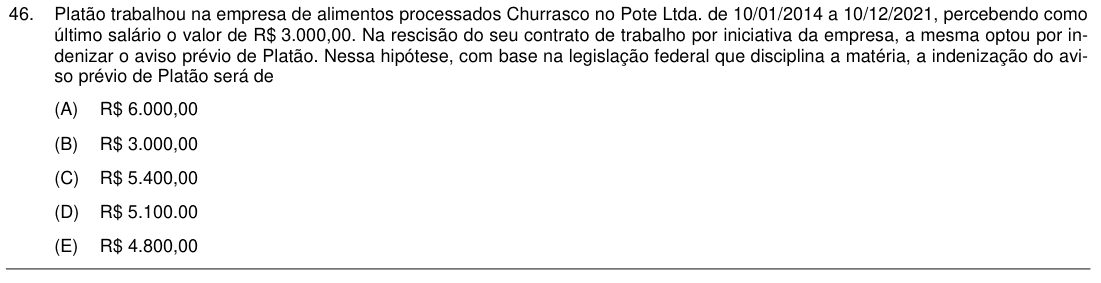 46. Platão trabalhou na empresa de alimentos processados Churrasco no Pote Ltda. de 10/01/2014 a 10/12/2021, percebendo como
último salário o valor de R$ 3.000,00. Na rescisão do seu contrato de trabalho por iniciativa da empresa, a mesma optou por in-
denizar o aviso prévio de Platão. Nessa hipótese, com base na legislação federal que disciplina a matéria, a indenização do avi-
so prévio de Platão será de
(A) R$ 6.000,00
(B) R$ 3.000,00
(C) R$ 5.400,00
(D) R$ 5.100.00
(E) R$ 4.800,00